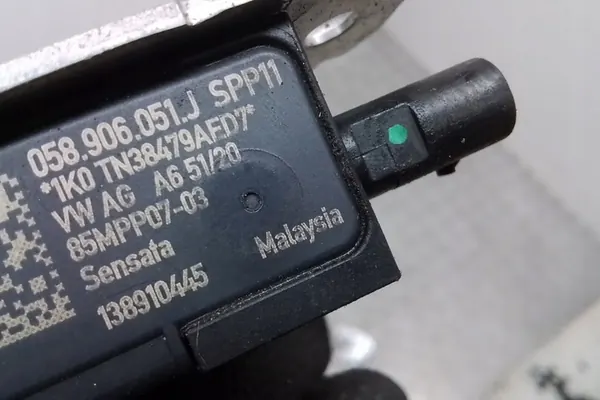 058.906.051.J SPP11
*1K0 TN38479AFD7*
VW AG A6 51/20
85MPP07-03
Sensata Malaysia
138910445